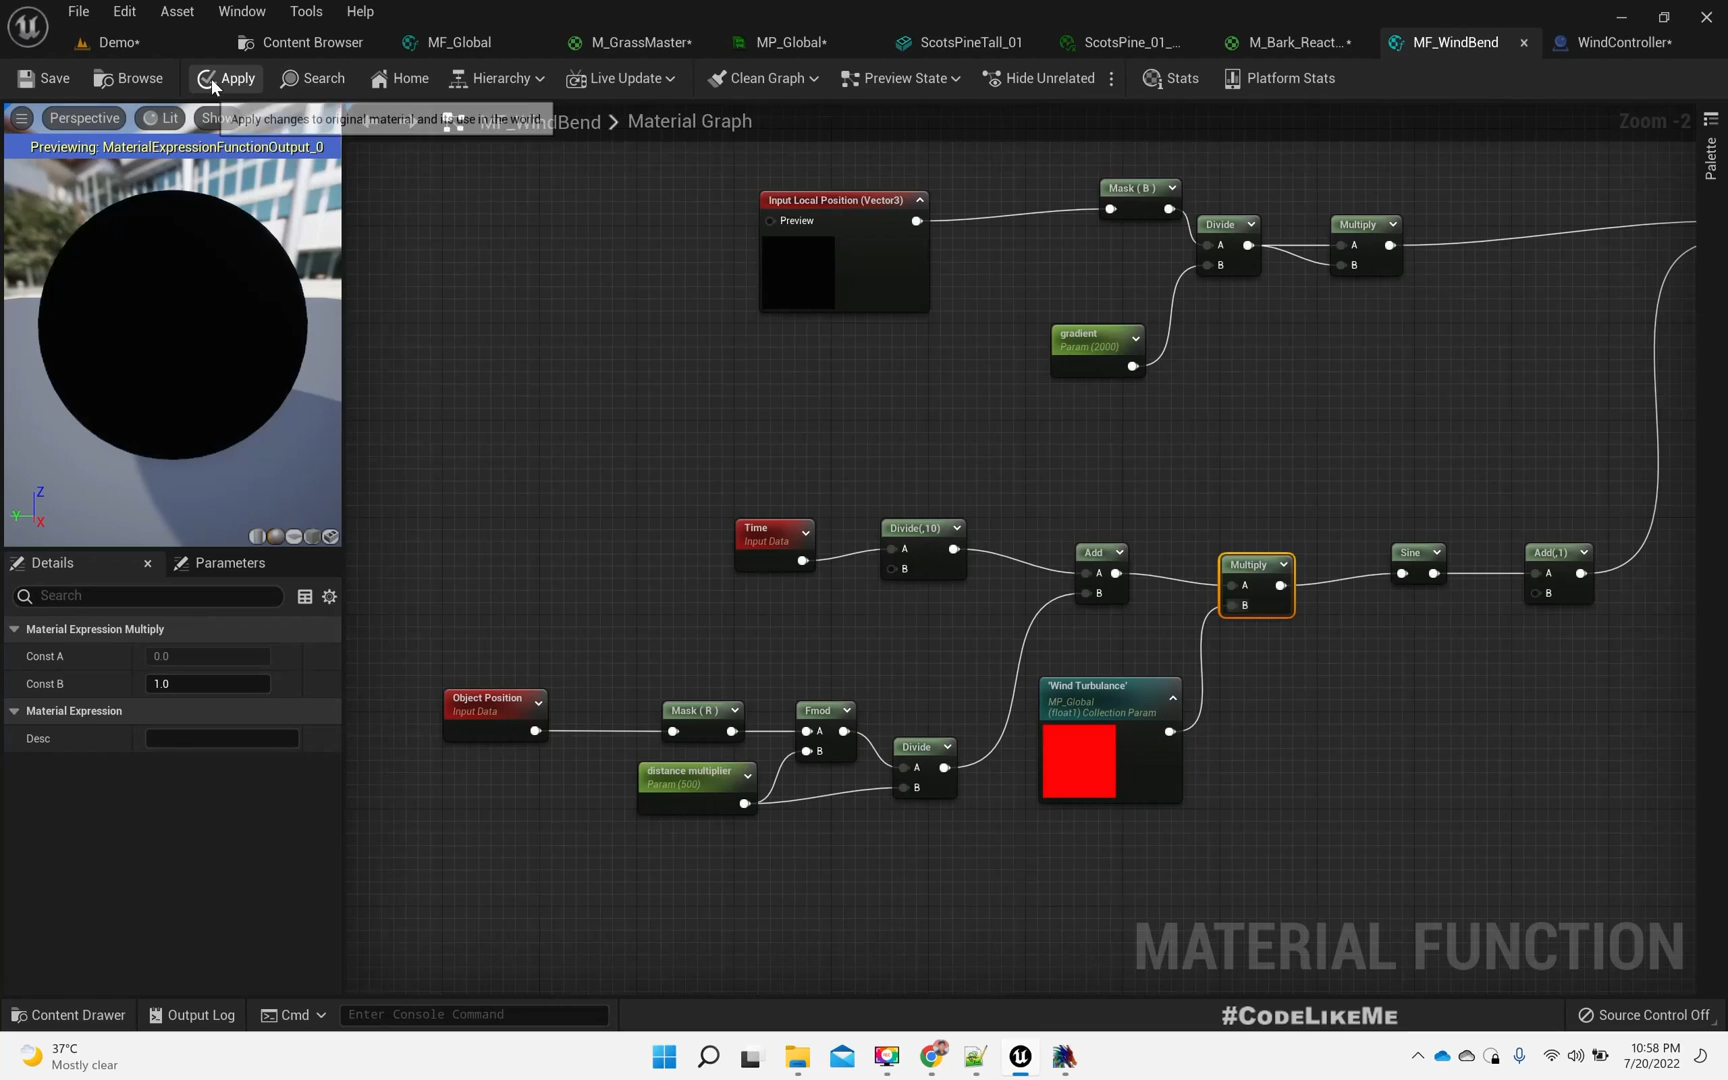 File Edit Asset Window Tools Help
Demo* Content Browser MF_Global M_GrassMaster* MP_Global* ScotsPineTall_01 ScotsPine_01_... M_Bark_React...* MF_WindBend WindController*
Save Browse Apply Search Home Hierarchy Live Update Clean Graph Preview State Hide Unrelated Stats Platform Stats
Perspective Lit Show
Apply changes to original material and its use in the world.
MF_WindBend > Material Graph
Zoom -2
Palette
Previewing: MaterialExpressionFunctionOutput_0
Z
Y
X
Input Local Position (Vector3)
Preview
Mask ( B )
Divide
A
B
Multiply
A
B
gradient
Param (2000)
Time
Input Data
Divide(,10)
A
B
Add
A
B
Multiply
A
B
Sine
Add(,1)
A
B
Object Position
Input Data
Mask ( R )
Fmod
A
B
distance multiplier
Param (500)
Divide
A
B
'Wind Turbulance'
MP_Global
(float1) Collection Param
Details Parameters
Search
Material Expression Multiply
Const A 0.0
Const B 1.0
Material Expression
Desc
MATERIAL FUNCTION
#CodeLikeMe
Content Drawer Output Log Cmd Enter Console Command Source Control Off
37°C
Mostly clear
10:58 PM
7/20/2022